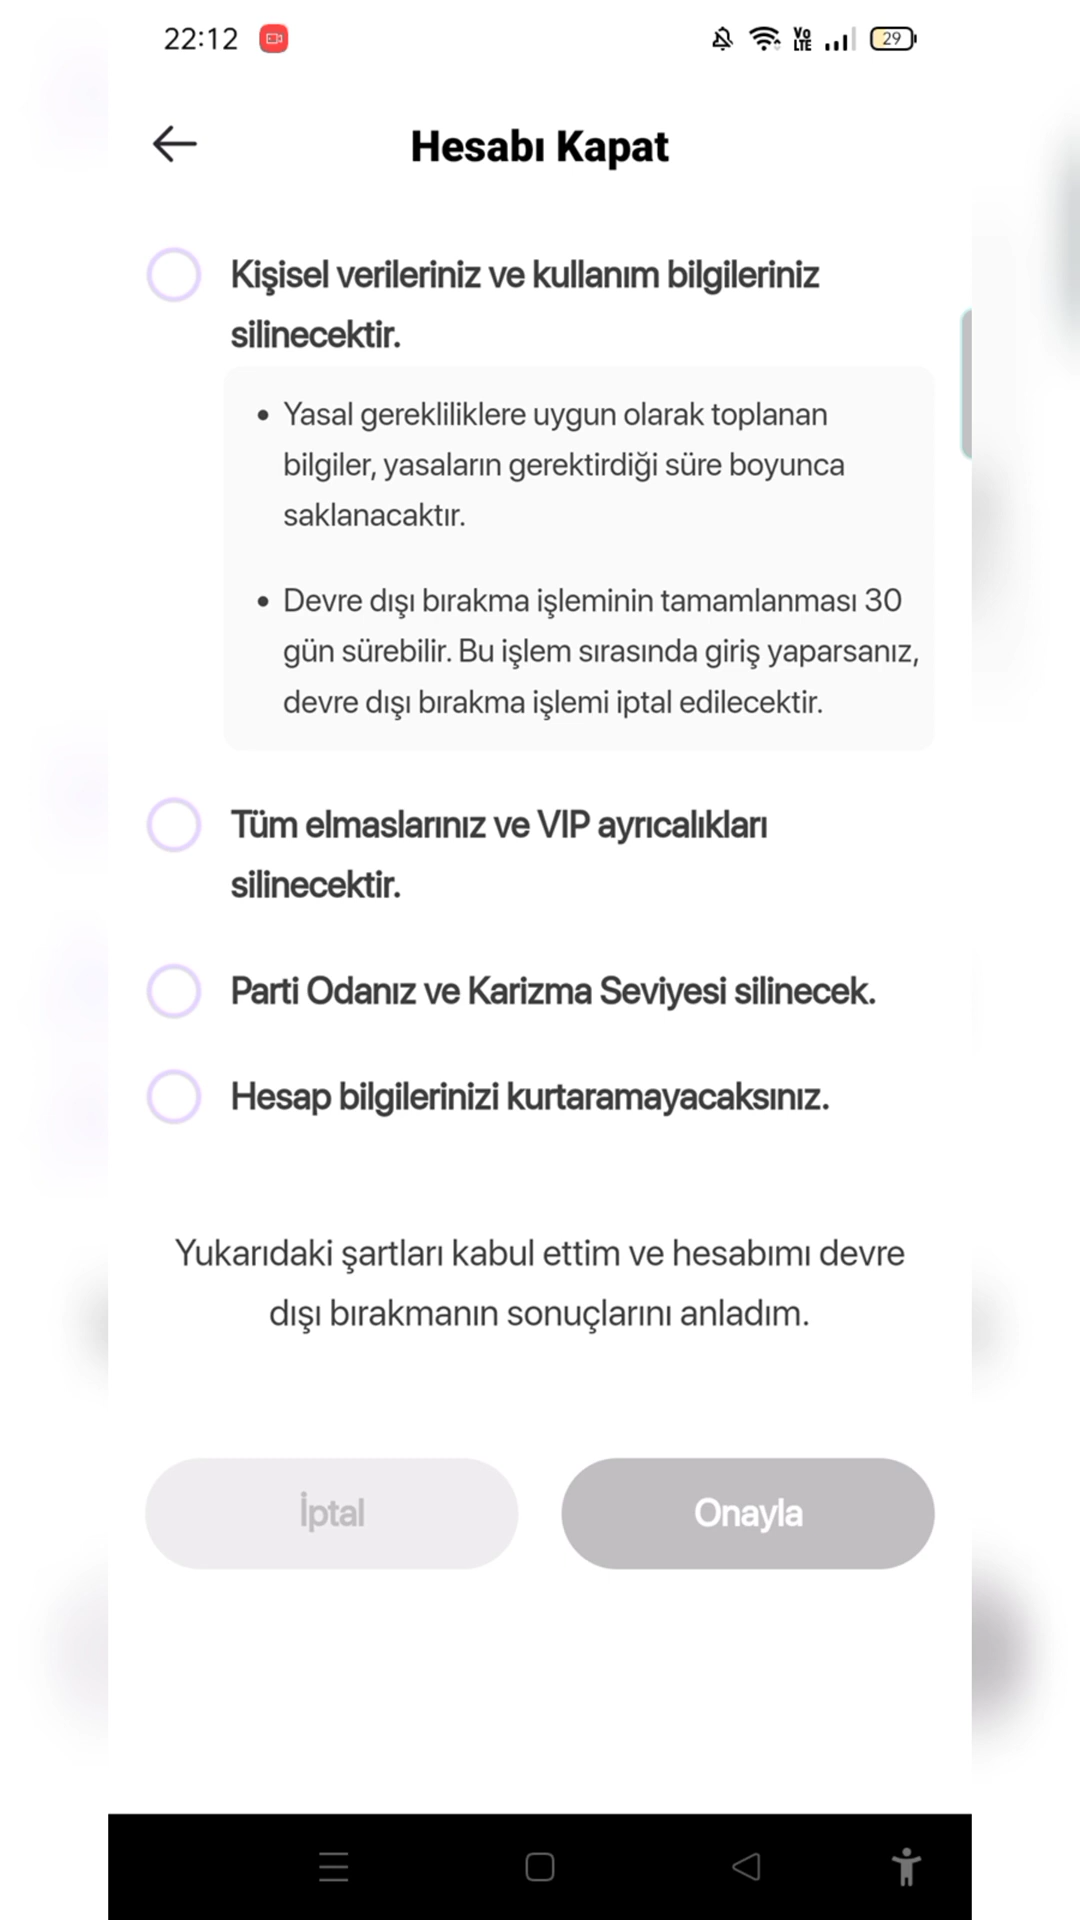 22:12
Vo
LTE
29
Hesabı Kapat
Kişisel verileriniz ve kullanım bilgileriniz
silinecektir.
• Yasal gerekliliklere uygun olarak toplanan
bilgiler, yasaların gerektirdiği süre boyunca
saklanacaktır.
• Devre dışı bırakma işleminin tamamlanması 30
gün sürebilir. Bu işlem sırasında giriş yaparsanız,
devre dışı bırakma işlemi iptal edilecektir.
Tüm elmaslarınız ve VIP ayrıcalıkları
silinecektir.
Parti Odanız ve Karizma Seviyesi silinecek.
Hesap bilgilerinizi kurtaramayacaksınız.
Yukarıdaki şartları kabul ettim ve hesabımı devre
dışı bırakmanın sonuçlarını anladım.
İptal
Onayla